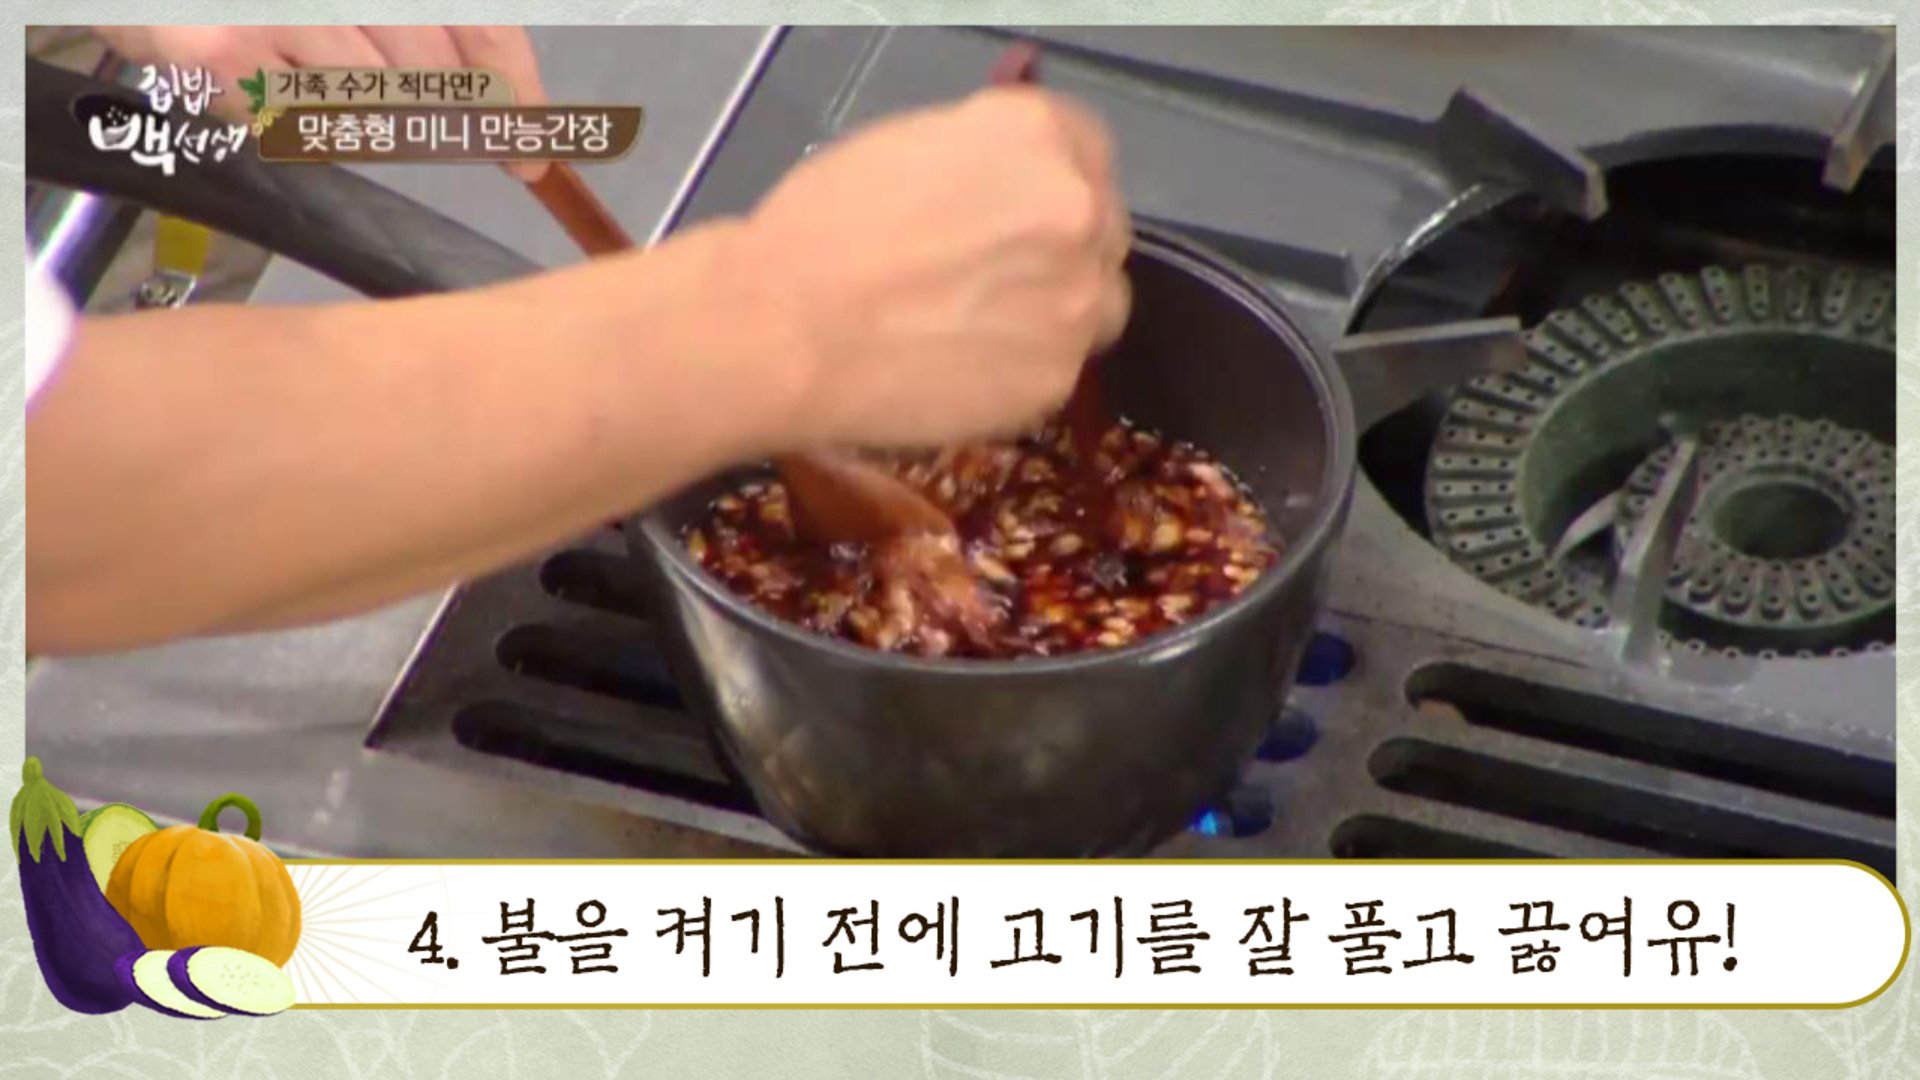 집밥
백선생
가족 수가 적다면?
맞춤형 미니 만능간장
4. 불을 켜기 전에 고기를 잘 풀고 끓여유!